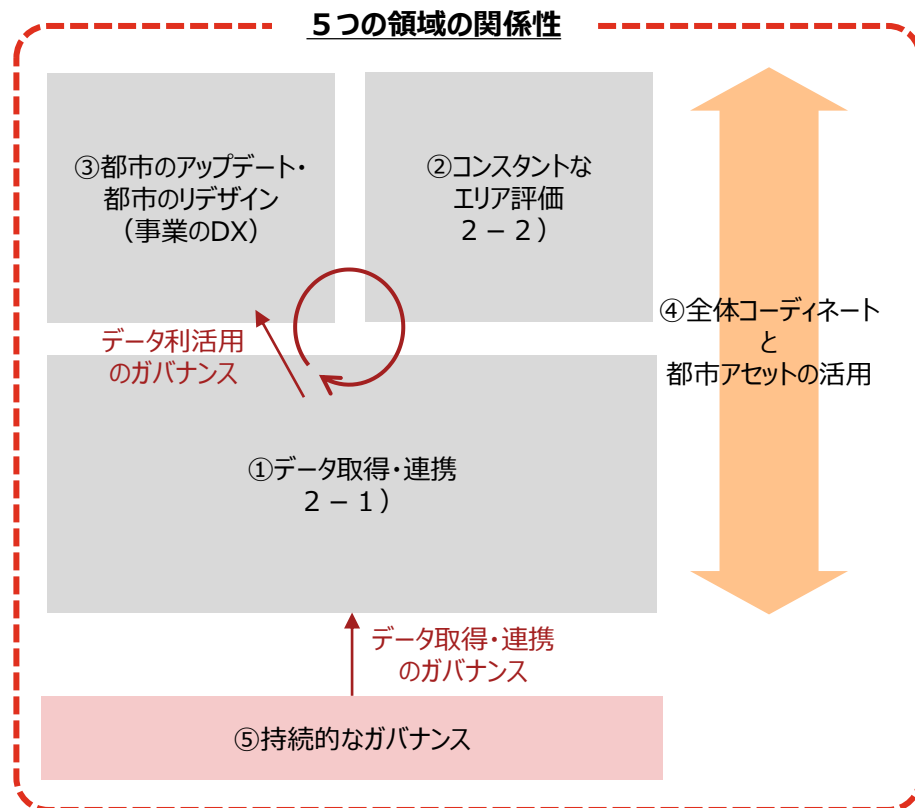 ５つの領域の関係性
③都市のアップデート・
都市のリデザイン
（事業のDX）
②コンスタントな
エリア評価
２－２）
データ利活用
のガバナンス
④全体コーディネート
と
都市アセットの活用
①データ取得・連携
２－１）
データ取得・連携
のガバナンス
⑤持続的なガバナンス